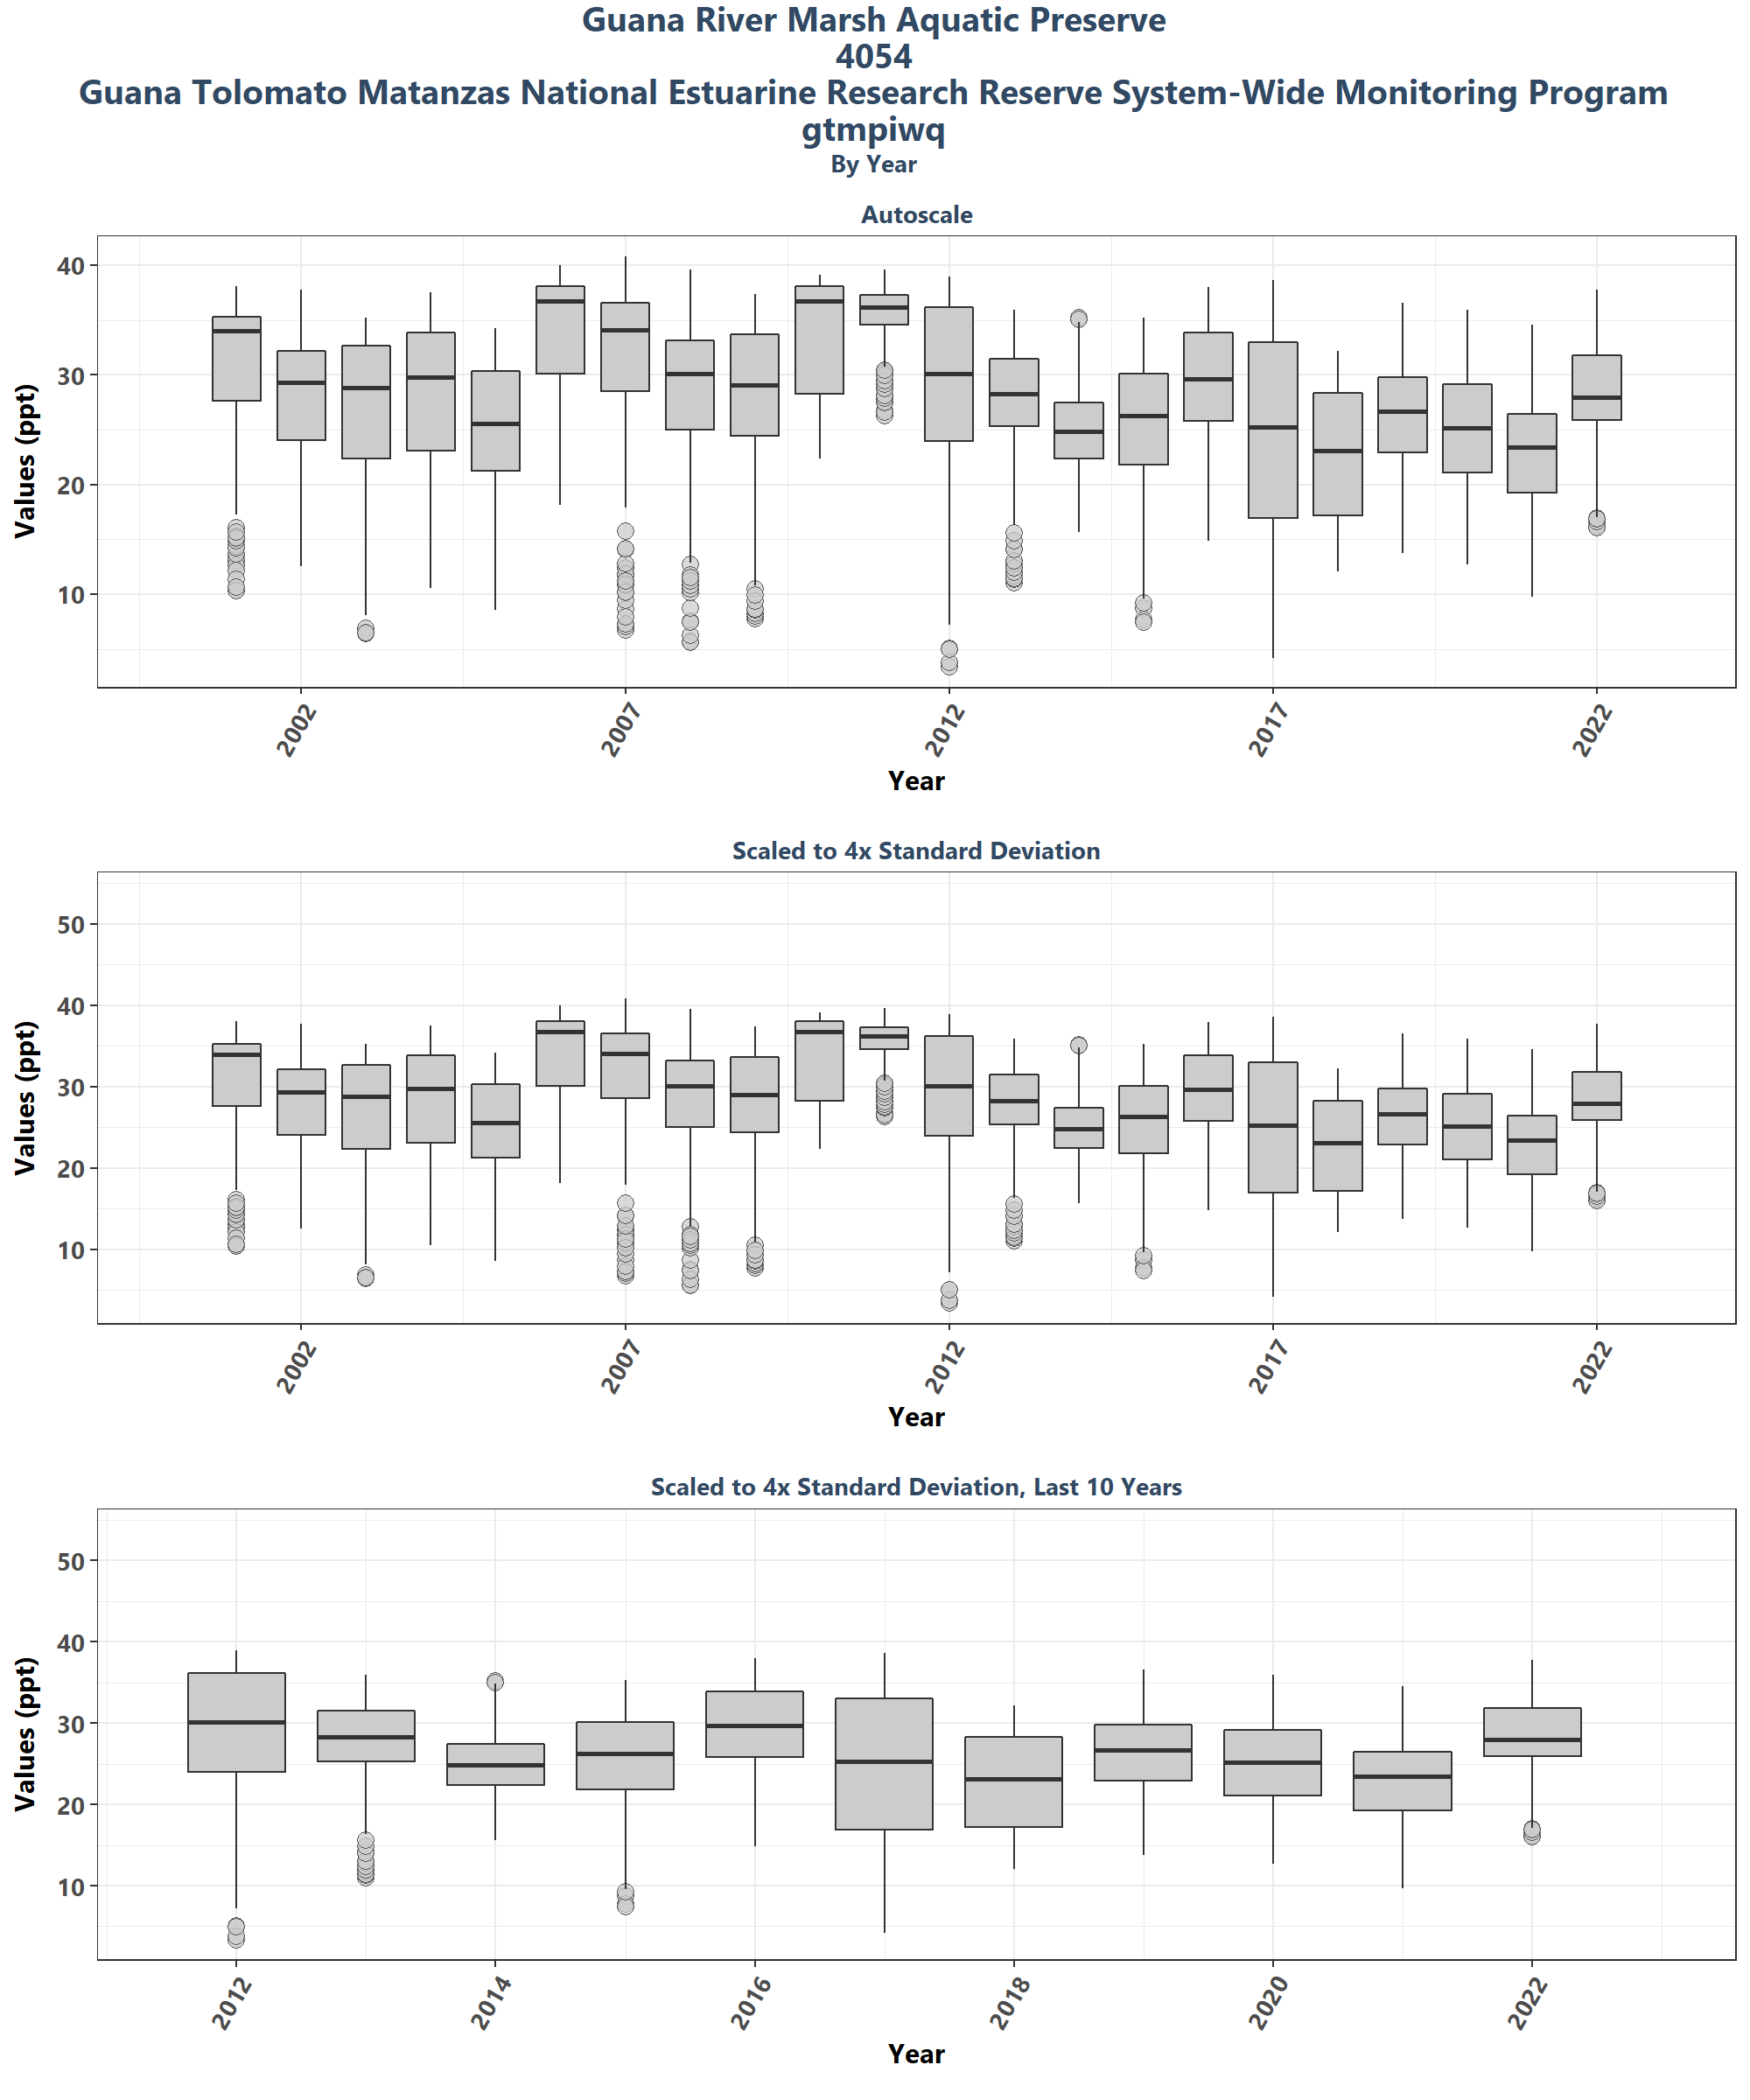 Guana River Marsh Aquatic Preserve
4054
Guana Tolomato Matanzas National Estuarine Research Reserve System-Wide Monitoring Program
gtmpiwq
By Year
Autoscale
Values (ppt)
40
30
20
10
2002 2007 2012 2017 2022
Year
Scaled to 4x Standard Deviation
Values (ppt)
50
40
30
20
10
2002 2007 2012 2017 2022
Year
Scaled to 4x Standard Deviation, Last 10 Years
Values (ppt)
50
40
30
20
10
2012 2014 2016 2018 2020 2022
Year